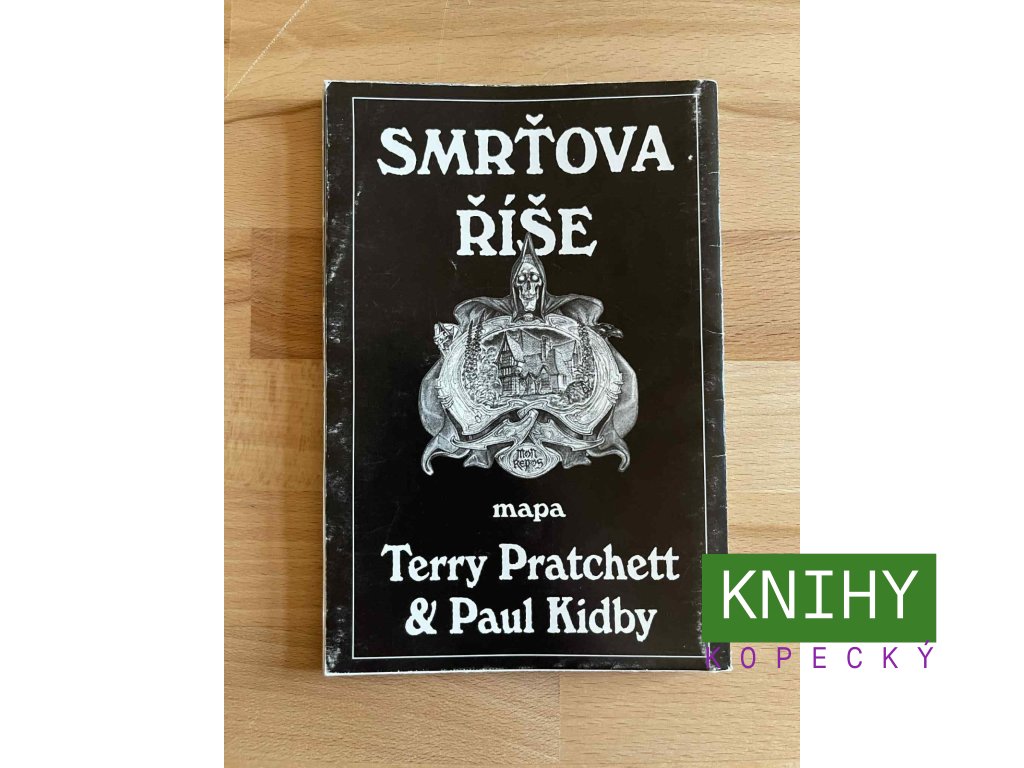 SMRŤOVA
ŘÍŠE
MON
REPOS
mapa
Terry Pratchett
& Paul Kidby
KNIHY
KOPECKÝ